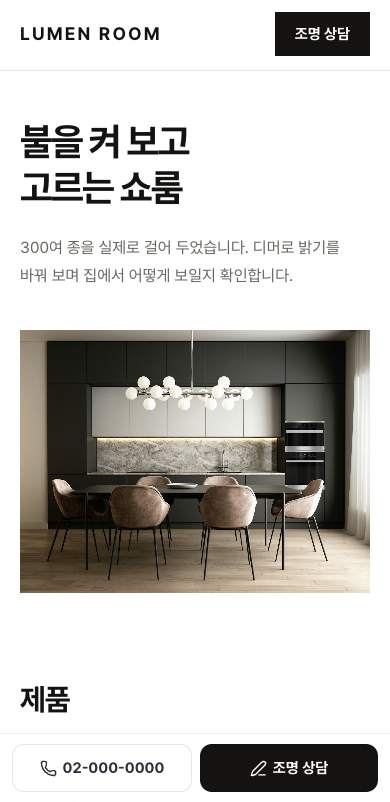 LUMEN ROOM
조명 상담
불을 켜 보고
고르는 쇼룸
300여 종을 실제로 걸어 두었습니다. 디머로 밝기를
바꿔 보며 집에서 어떻게 보일지 확인합니다.
제품
02-000-0000
조명 상담